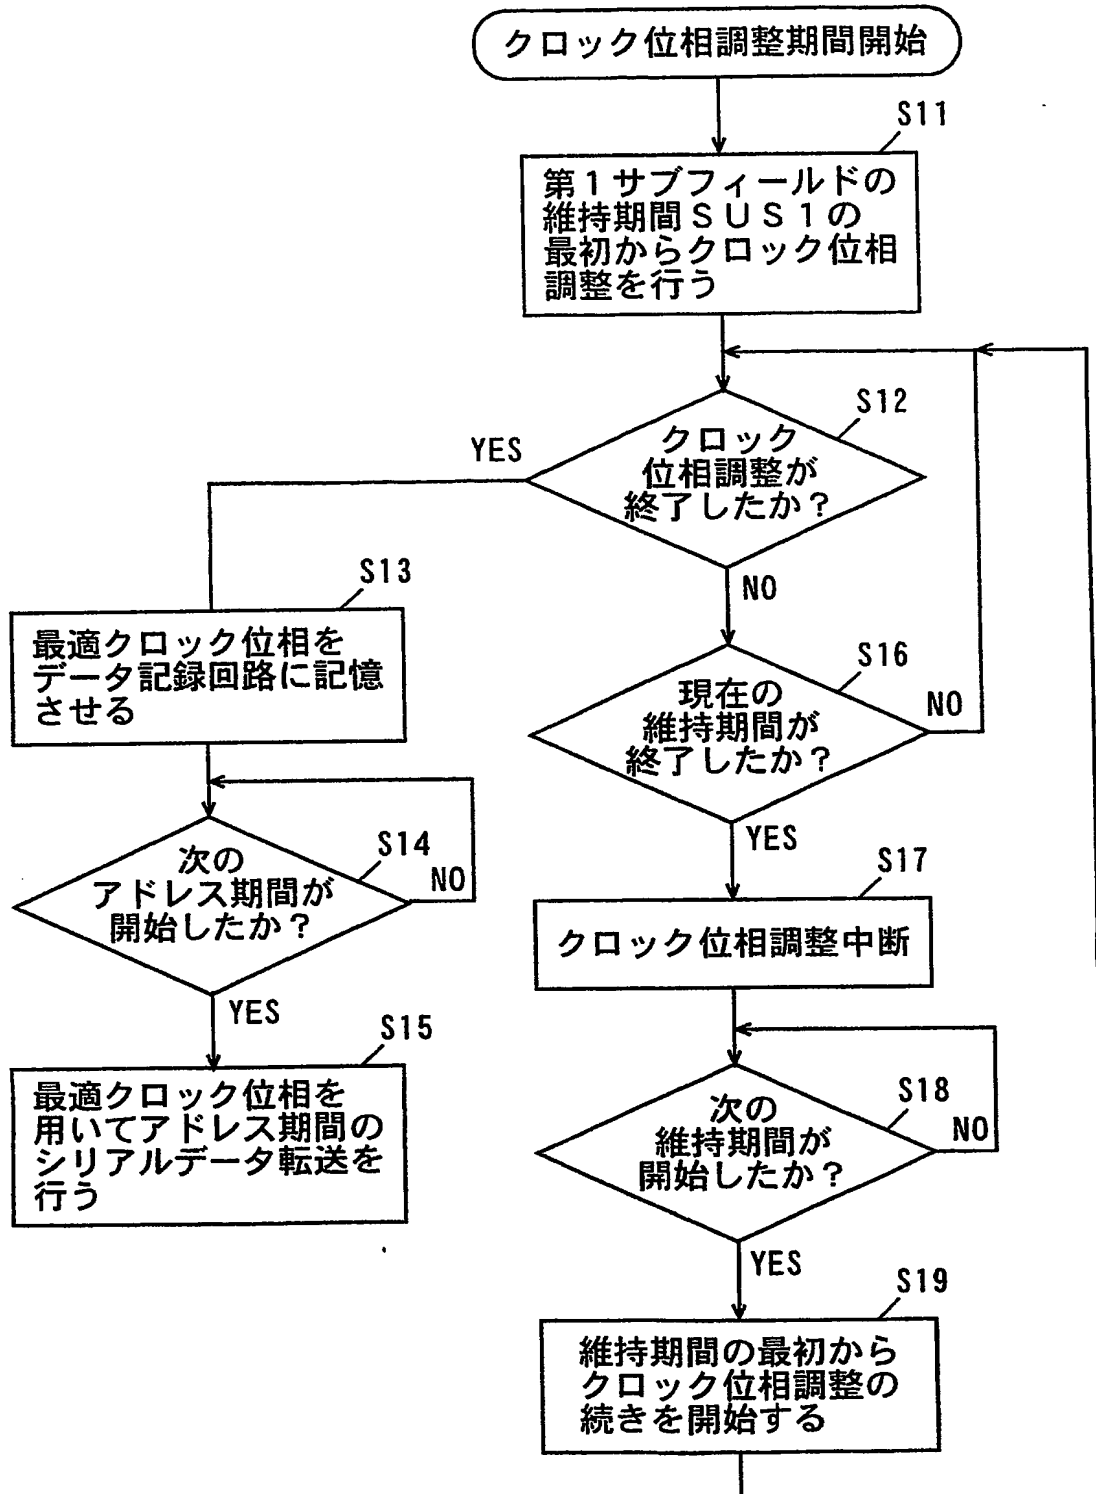 クロック位相調整期間開始
S11
第1サブフィールドの
維持期間SUS1の
最初からクロック位相
調整を行う
S12
クロック
位相調整が
終了したか？
YES
NO
S13
最適クロック位相を
データ記録回路に記憶
させる
S16
現在の
維持期間が
終了したか？
NO
YES
S14
次の
アドレス期間が
開始したか？
NO
YES
S17
クロック位相調整中断
S15
最適クロック位相を
用いてアドレス期間の
シリアルデータ転送を
行う
S18
次の
維持期間が
開始したか？
NO
YES
S19
維持期間の最初から
クロック位相調整の
続きを開始する